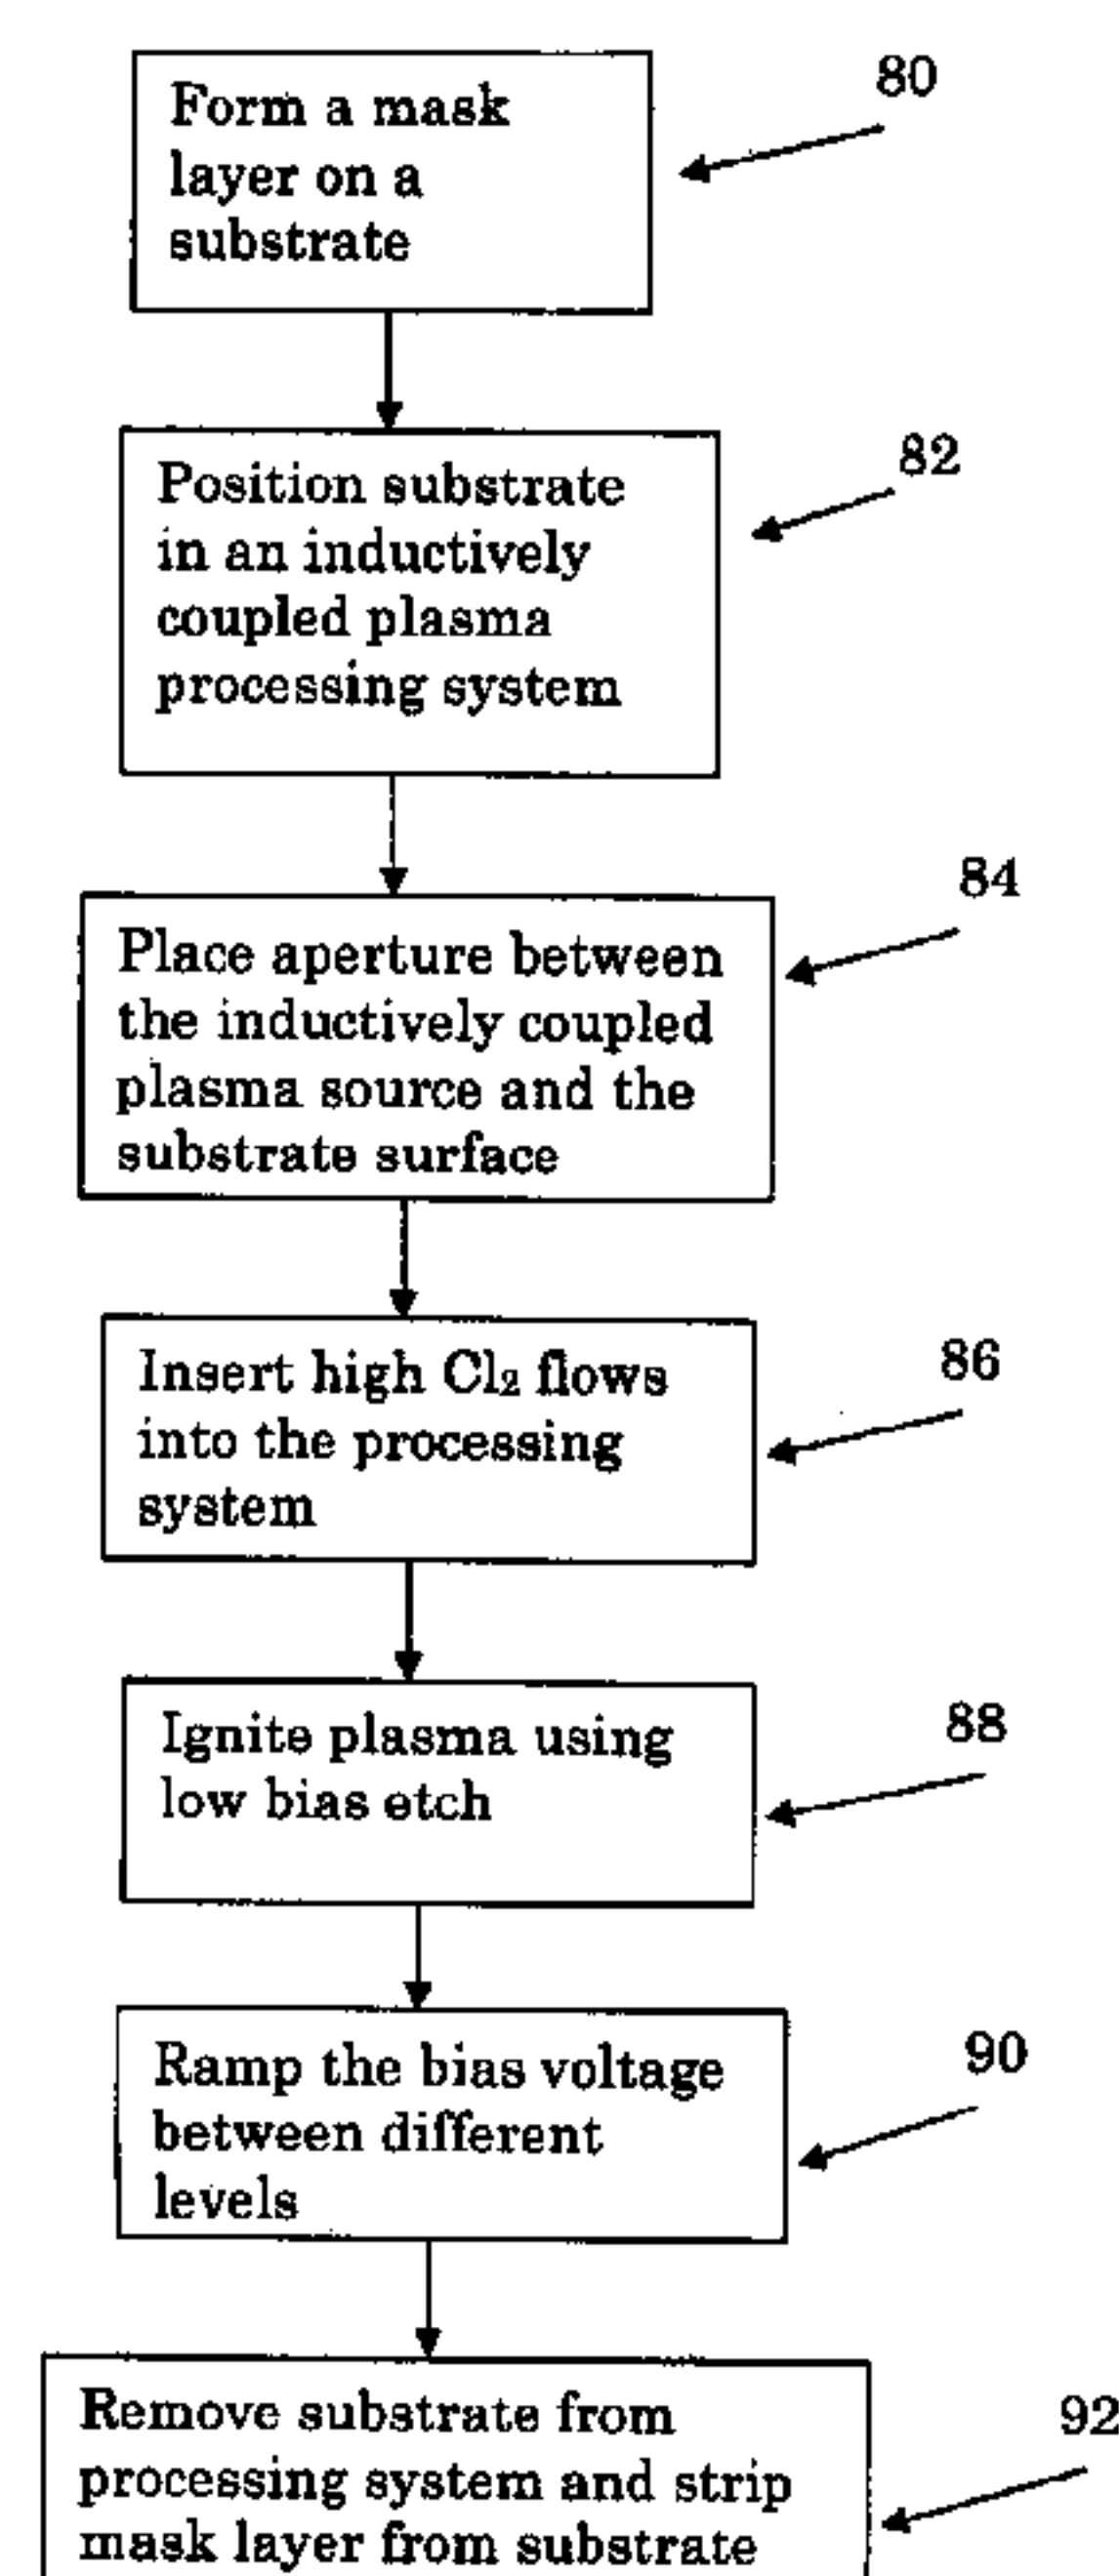 Form a mask
layer on a
substrate
80
Position substrate
in an inductively
coupled plasma
processing system
82
Place aperture between
the inductively coupled
plasma source and the
substrate surface
84
Insert high Cl₂ flows
into the processing
system
86
Ignite plasma using
low bias etch
88
Ramp the bias voltage
between different
levels
90
Remove substrate from
processing system and strip
mask layer from substrate
92